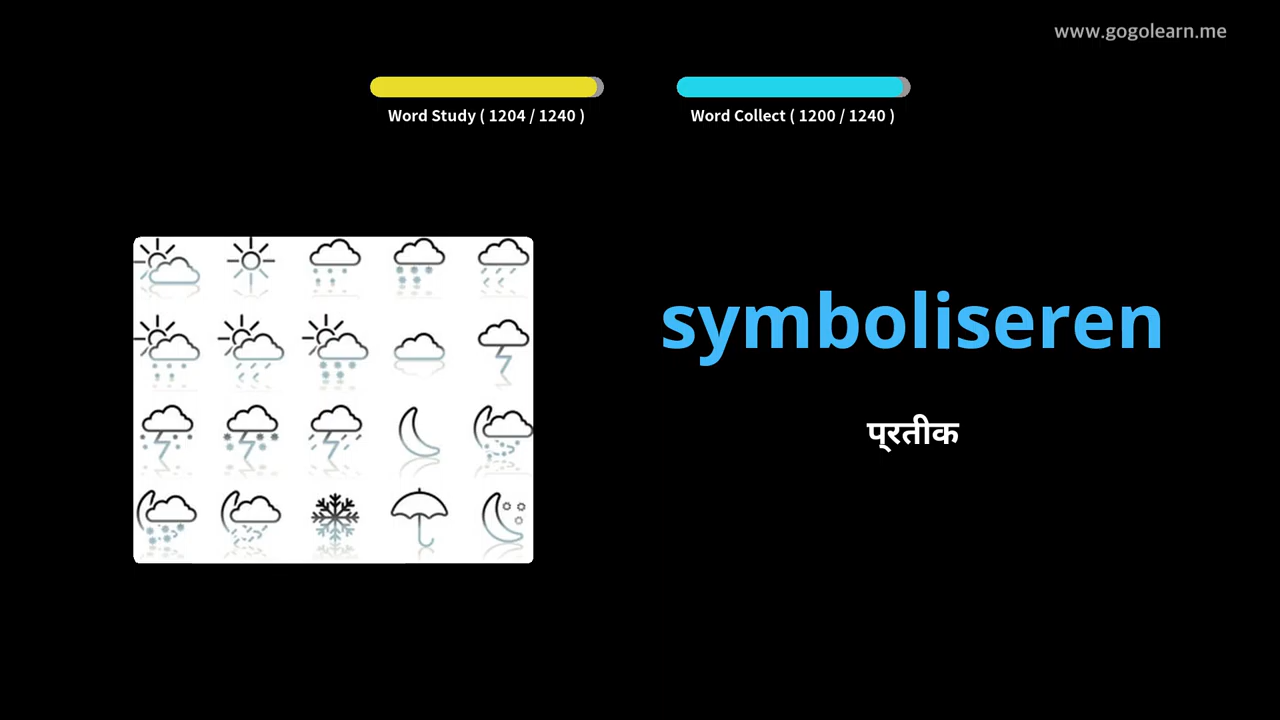 www.gogolearn.me
Word Study ( 1204 / 1240 )
Word Collect ( 1200 / 1240 )
symboliseren
प्रतीक